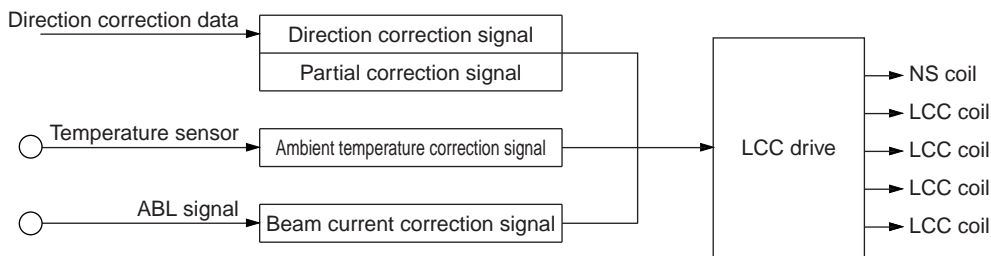 Direction correction data
Direction correction signal
Partial correction signal
Temperature sensor
Ambient temperature correction signal
ABL signal
Beam current correction signal
LCC drive
NS coil
LCC coil
LCC coil
LCC coil
LCC coil